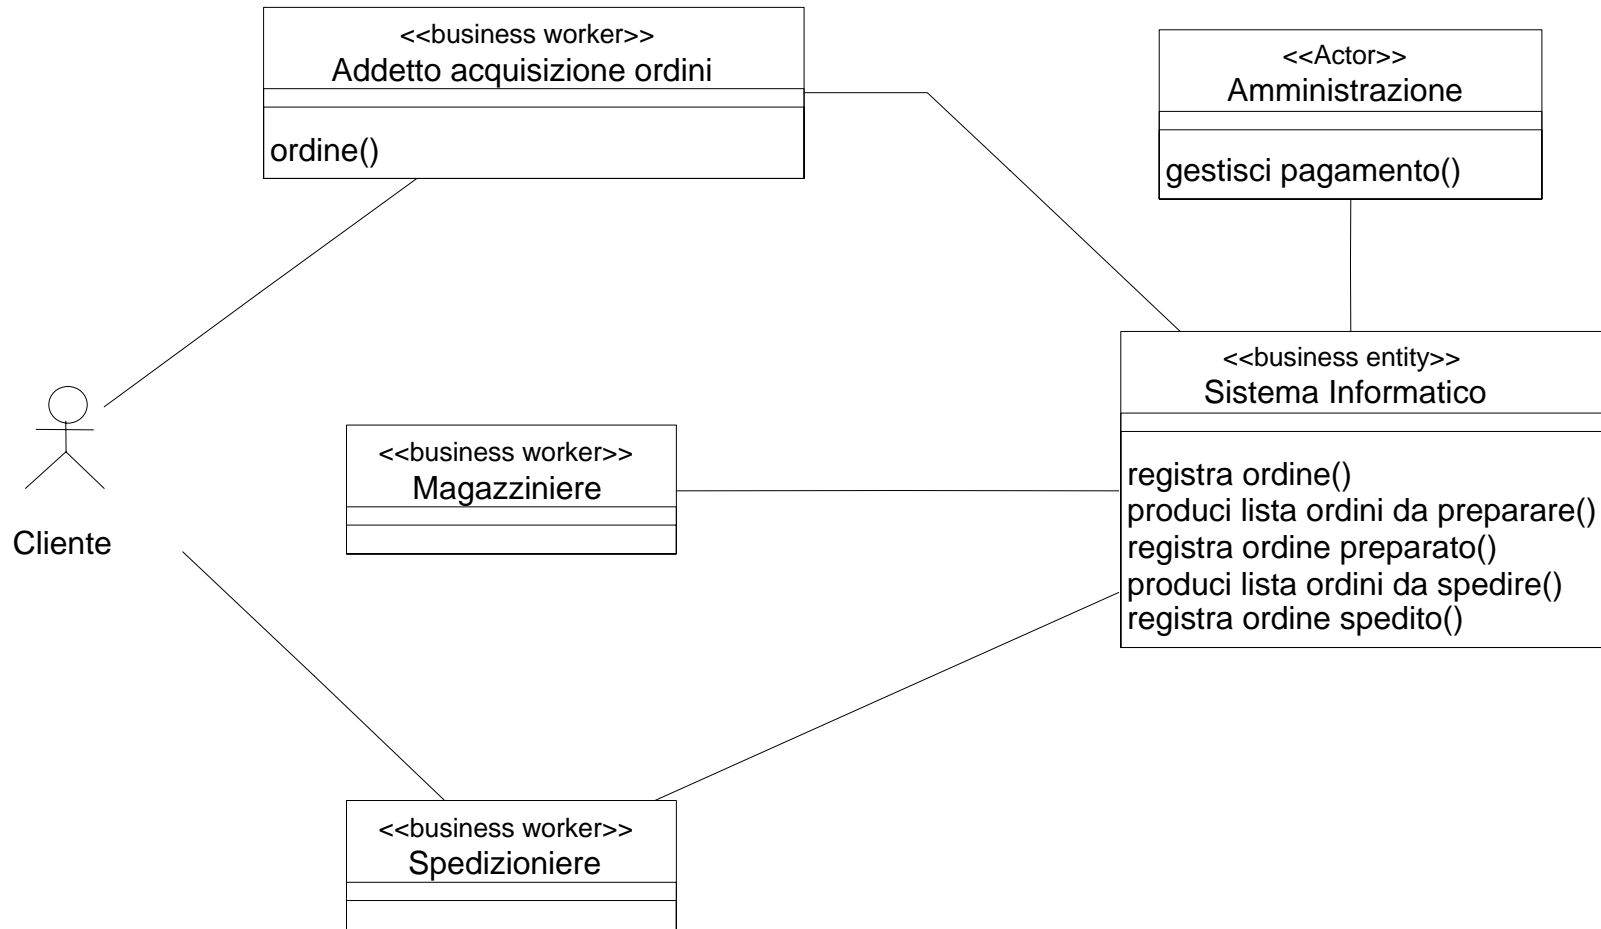 <<business worker>>
Addetto acquisizione ordini
ordine()
<<Actor>>
Amministrazione
gestisci pagamento()
<<business entity>>
Sistema Informatico
registra ordine()
produci lista ordini da preparare()
registra ordine preparato()
produci lista ordini da spedire()
registra ordine spedito()
<<business worker>>
Magazziniere
Cliente
<<business worker>>
Spedizioniere